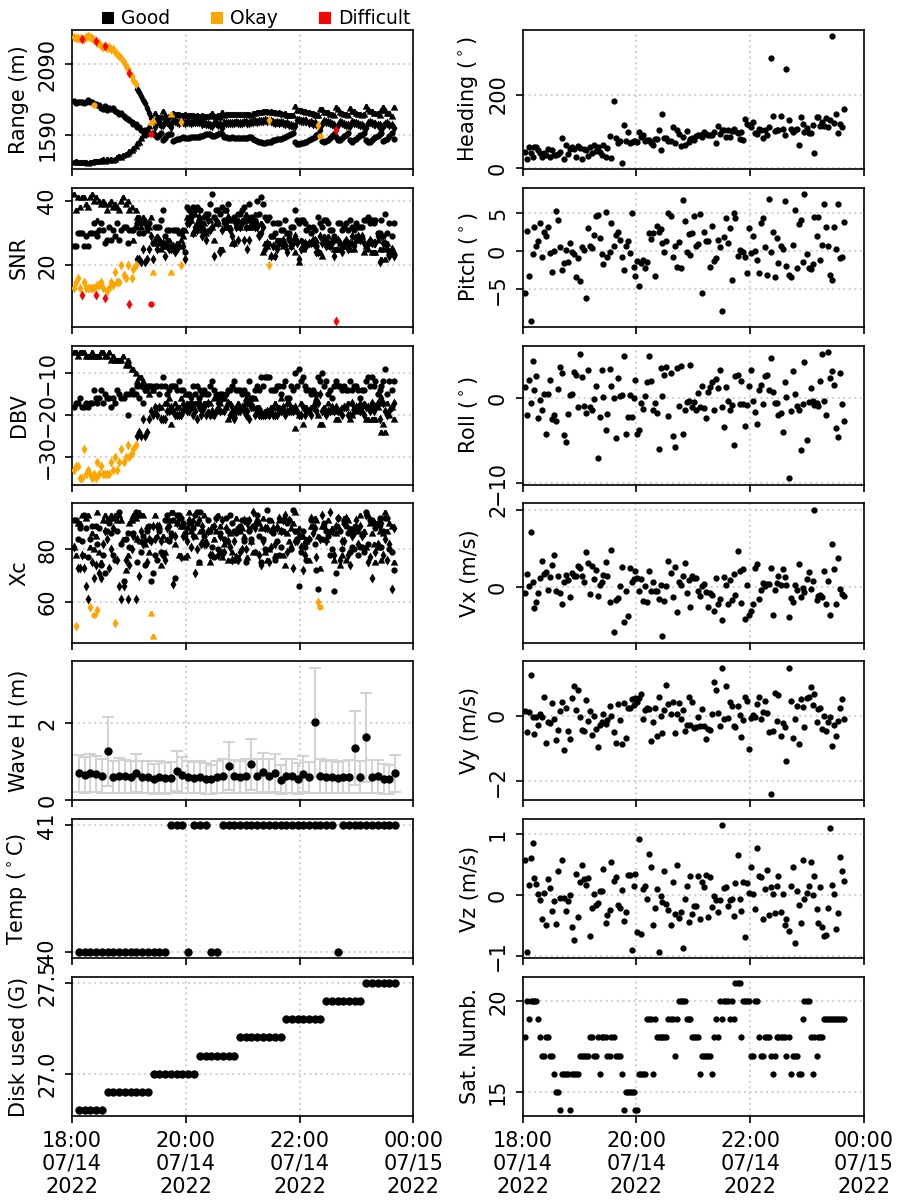 Good Okay Difficult
Range (m)
2090
1590
Heading (°)
200
0
SNR
40
20
Pitch (°)
5
0
−5
DBV
−10
−20
−30
Roll (°)
0
−10
Xc
80
60
Vx (m/s)
2
0
Wave H (m)
2
0
Vy (m/s)
0
−2
Temp (°C)
41
40
Vz (m/s)
1
0
−1
Disk used (G)
27.5
27.0
Sat. Numb.
20
15
18:00 20:00 22:00 00:00
07/14 07/14 07/14 07/15
2022 2022 2022 2022
18:00 20:00 22:00 00:00
07/14 07/14 07/14 07/15
2022 2022 2022 2022